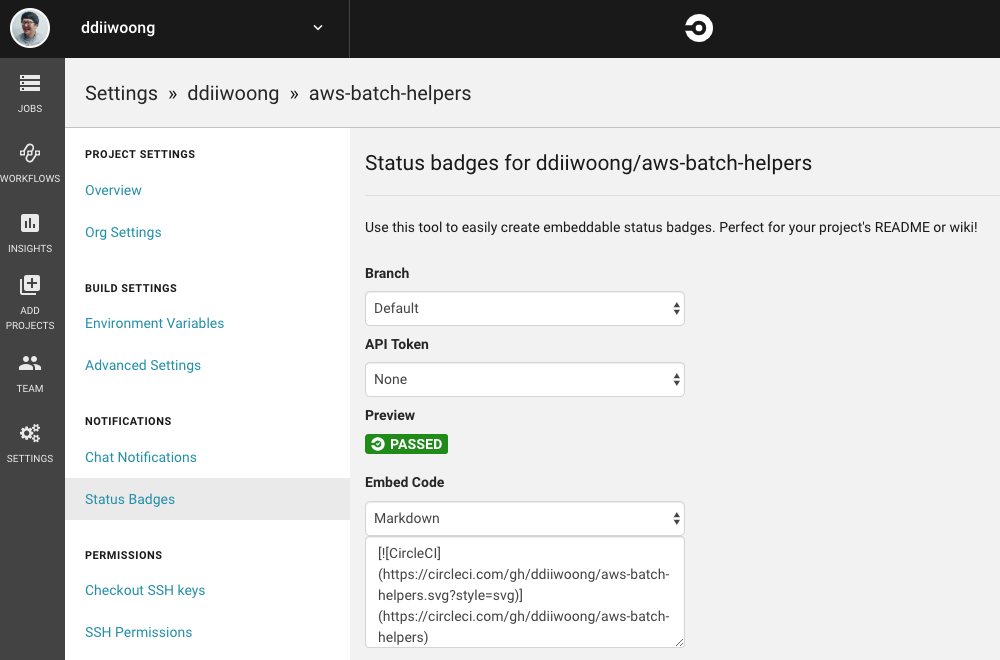 ddiiwoong
JOBS
WORKFLOWS
INSIGHTS
ADD
PROJECTS
TEAM
SETTINGS
Settings » ddiiwoong » aws-batch-helpers
PROJECT SETTINGS
Overview
Org Settings
BUILD SETTINGS
Environment Variables
Advanced Settings
NOTIFICATIONS
Chat Notifications
Status Badges
PERMISSIONS
Checkout SSH keys
SSH Permissions
Status badges for ddiiwoong/aws-batch-helpers
Use this tool to easily create embeddable status badges. Perfect for your project's README or wiki!
Branch
Default
API Token
None
Preview
PASSED
Embed Code
Markdown
[![CircleCI]
(https://circleci.com/gh/ddiiwoong/aws-batch-
helpers.svg?style=svg)]
(https://circleci.com/gh/ddiiwoong/aws-batch-
helpers)